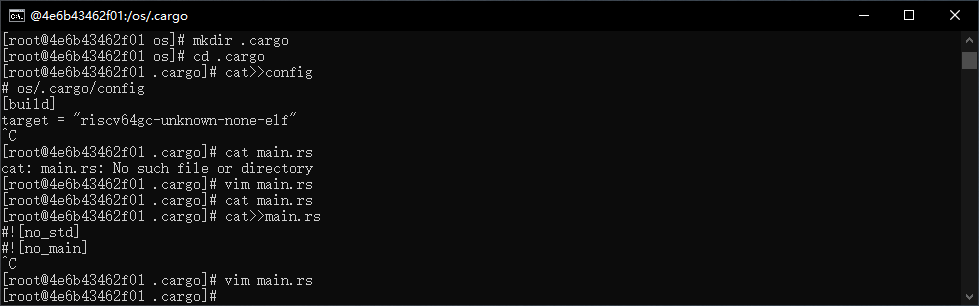 @4e6b43462f01:/os/.cargo
[root@4e6b43462f01 os]# mkdir .cargo
[root@4e6b43462f01 os]# cd .cargo
[root@4e6b43462f01 .cargo]# cat>>config
# os/.cargo/config
[build]
target = "riscv64gc-unknown-none-elf"
^C
[root@4e6b43462f01 .cargo]# cat main.rs
cat: main.rs: No such file or directory
[root@4e6b43462f01 .cargo]# vim main.rs
[root@4e6b43462f01 .cargo]# cat main.rs
[root@4e6b43462f01 .cargo]# cat>>main.rs
#![no_std]
#![no_main]
^C
[root@4e6b43462f01 .cargo]# vim main.rs
[root@4e6b43462f01 .cargo]#